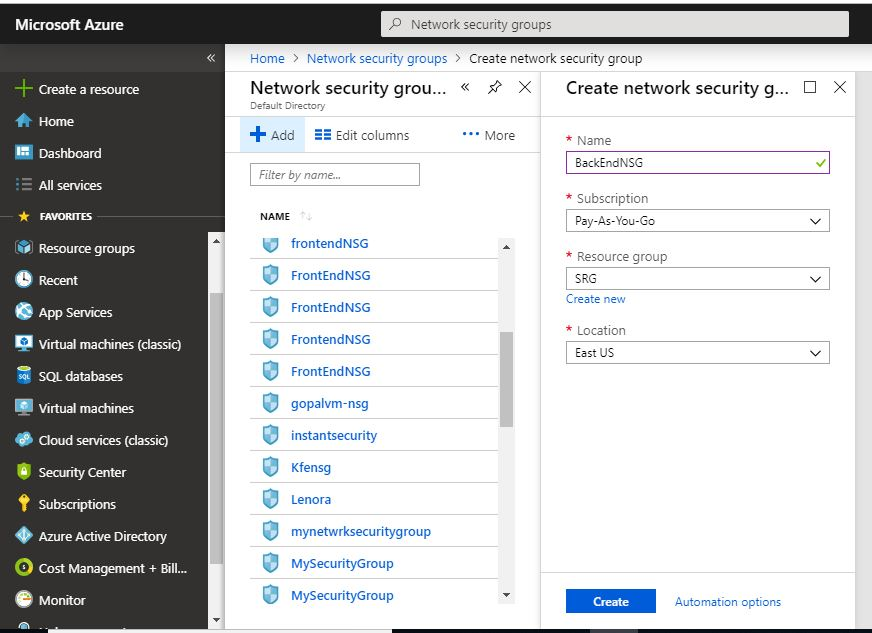 Microsoft Azure
Network security groups
Home > Network security groups > Create network security group
«
Create a resource
Home
Dashboard
All services
FAVORITES
Resource groups
Recent
App Services
Virtual machines (classic)
SQL databases
Virtual machines
Cloud services (classic)
Security Center
Subscriptions
Azure Active Directory
Cost Management + Bill...
Monitor
Network security grou...
«
Default Directory
Add
Edit columns
More
Filter by name...
NAME
frontendNSG
FrontEndNSG
FrontEndNSG
FrontendNSG
FrontEndNSG
gopalvm-nsg
instantsecurity
Kfensg
Lenora
mynetwrksecuritygroup
MySecurityGroup
MySecurityGroup
Create network security g...
* Name
BackEndNSG
* Subscription
Pay-As-You-Go
* Resource group
SRG
Create new
* Location
East US
Create
Automation options